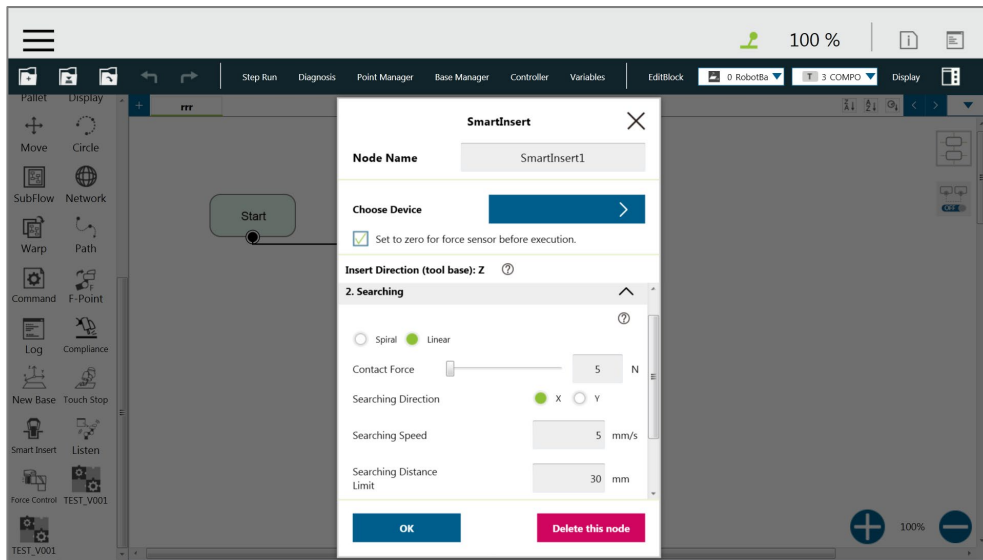 100 %
Step Run Diagnosis Point Manager Base Manager Controller Variables EditBlock 0 RobotBa T 3 COMPO Display
Pallet Display
+ rrr
Move Circle
SubFlow Network
Warp Path
Command F-Point
Log Compliance
New Base Touch Stop
Smart Insert Listen
Force Control TEST_V001
TEST_V001
Start
SmartInsert
Node Name SmartInsert1
Choose Device
Set to zero for force sensor before execution.
Insert Direction (tool base): Z ?
2. Searching
?
Spiral Linear
Contact Force 5 N
Searching Direction X Y
Searching Speed 5 mm/s
Searching Distance
Limit 30 mm
OK Delete this node
OFF
100%